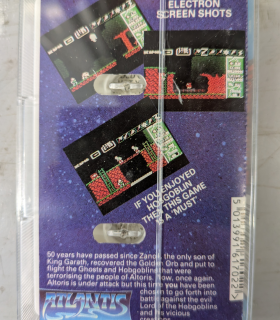 ELECTRON
SCREEN SHOTS
IF YOU ENJOYED
HOBGOBLIN
THEN THIS GAME
IS A 'MUST'
50 years have passed since Zanor, the only son of
King Garath, recovered the Golden Orb and put to
flight the Ghosts and Hobgoblins that were
terrorising the people of Altoris. Now, once again,
Altoris is under attack but this time you have been
chosen to go forth into
battle against the evil
Lord of the Hobgoblins
and his vicious
ATLANTIS